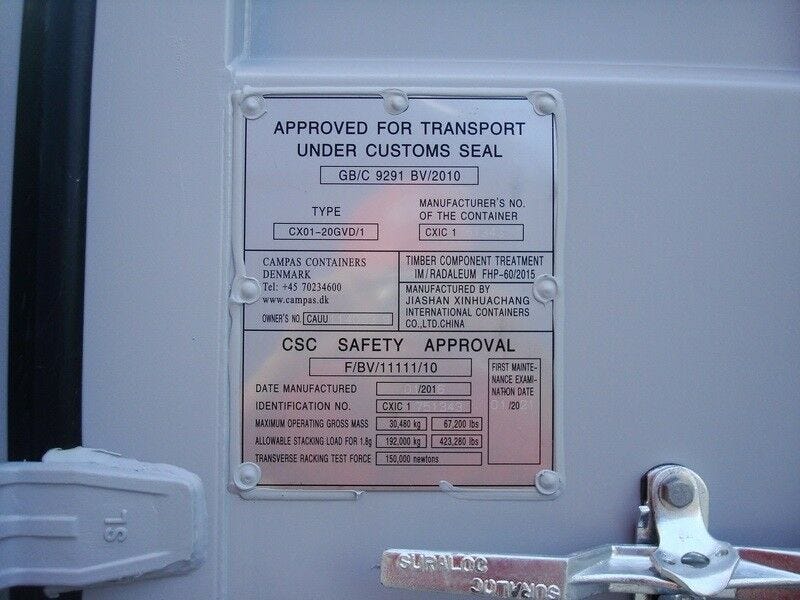 APPROVED FOR TRANSPORT
UNDER CUSTOMS SEAL
GB/C 9291 BV/2010
TYPE
CX01-20GVD/1
MANUFACTURER'S NO.
OF THE CONTAINER
CXIC 1
CAMPAS CONTAINERS
DENMARK
Tel: +45 70234600
www.campas.dk
OWNER'S NO. CAUU
TIMBER COMPONENT TREATMENT
IM/RADALEUM FHP-60/2015
MANUFACTURED BY
JIASHAN XINHUACHANG
INTERNATIONAL CONTAINERS
CO.,LTD.CHINA
CSC SAFETY APPROVAL
F/BV/11111/10
DATE MANUFACTURED /201
IDENTIFICATION NO. CXIC 1
MAXIMUM OPERATING GROSS MASS 30,480 kg 67,200 lbs
ALLOWABLE STACKING LOAD FOR 1.8g 192,000 kg 423,280 lbs
TRANSVERSE RACKING TEST FORCE 150,000 newtons
FIRST MAINTE-
NANCE EXAMI-
NATION DATE
01/2021
SL
SURALOC
SURALOC